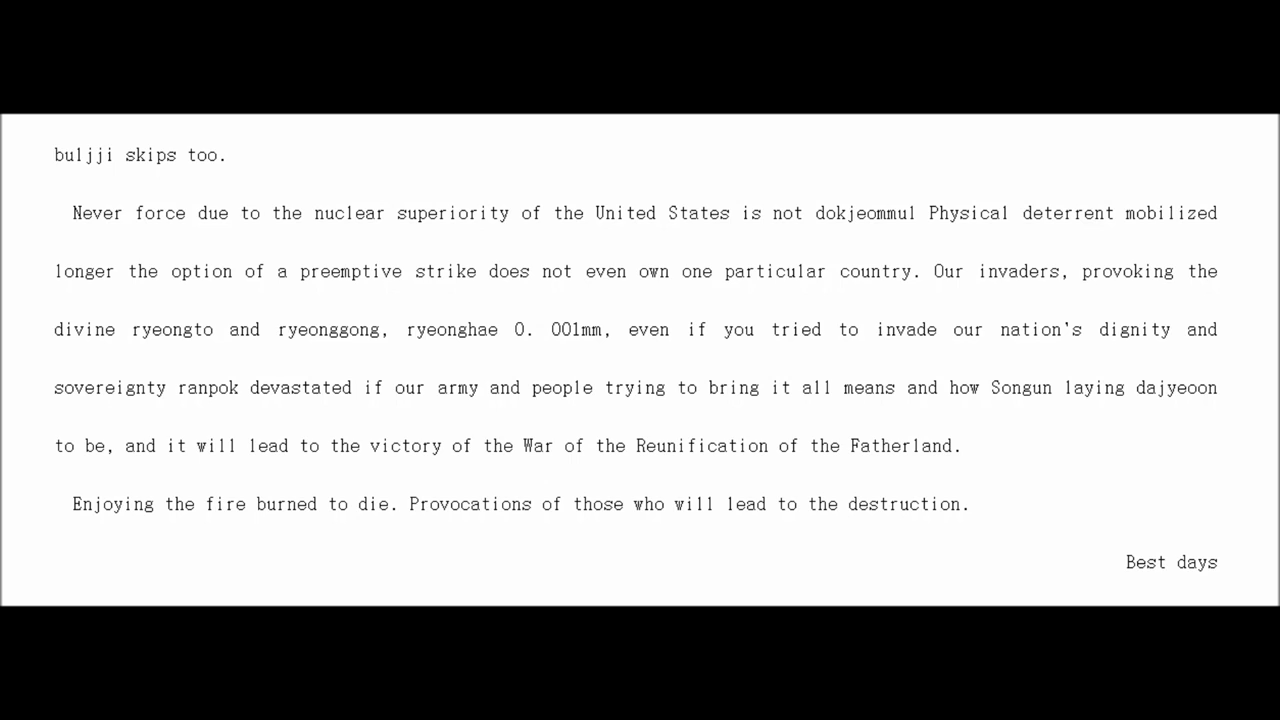 buljji skips too.
Never force due to the nuclear superiority of the United States is not dokjeommul Physical deterrent mobilized
longer the option of a preemptive strike does not even own one particular country. Our invaders, provoking the
divine ryeongto and ryeonggong, ryeonghae 0. 001mm, even if you tried to invade our nation's dignity and
sovereignty ranpok devastated if our army and people trying to bring it all means and how Songun laying dajyeoon
to be, and it will lead to the victory of the War of the Reunification of the Fatherland.
Enjoying the fire burned to die. Provocations of those who will lead to the destruction.
Best days